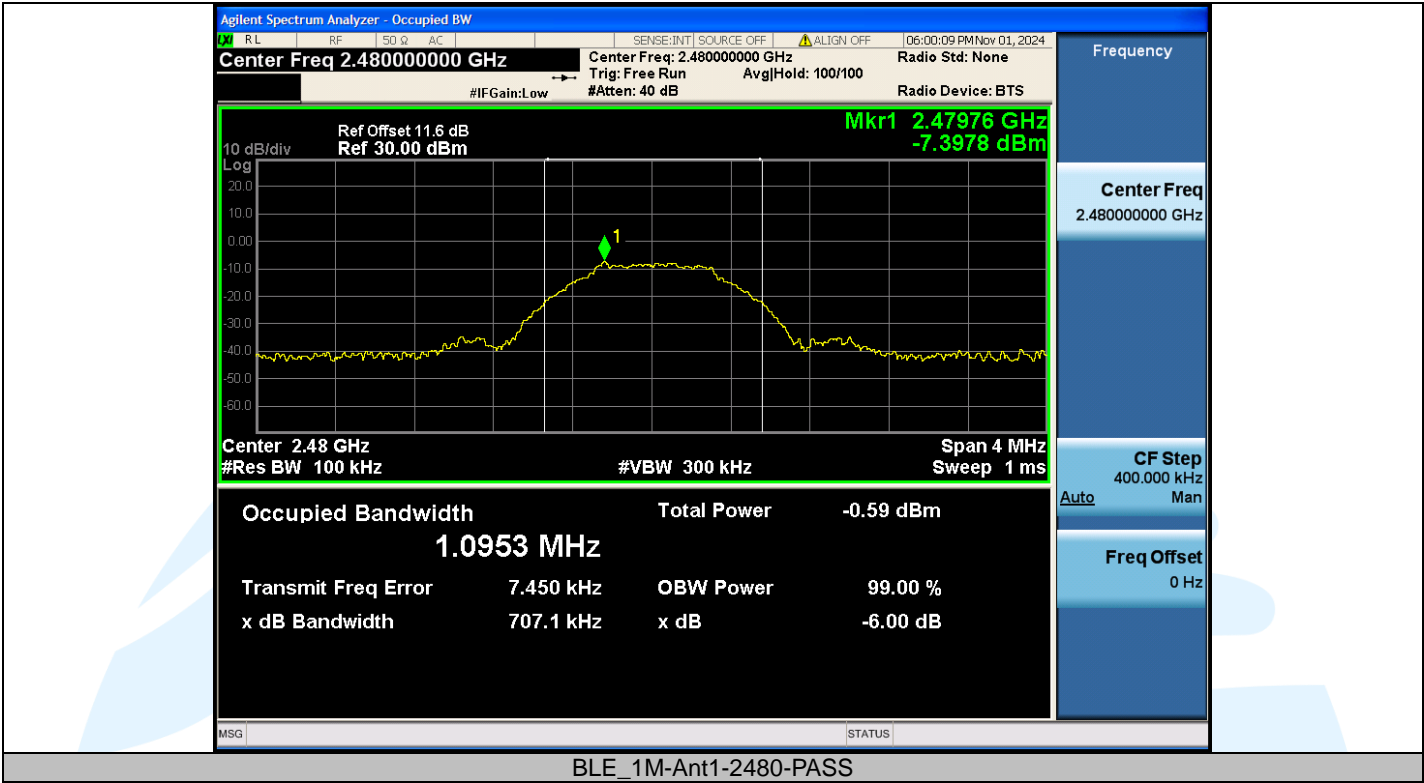 Agilent Spectrum Analyzer - Occupied BW
LXI RL RF 50 Ω AC SENSE:INT SOURCE OFF ALIGN OFF 06:00:09 PM Nov 01, 2024
Center Freq 2.480000000 GHz
Center Freq: 2.480000000 GHz Radio Std: None
Trig: Free Run Avg|Hold: 100/100
#IFGain:Low #Atten: 40 dB Radio Device: BTS
Frequency
Mkr1 2.47976 GHz
-7.3978 dBm
Ref Offset 11.6 dB
10 dB/div Ref 30.00 dBm
Log
20.0
10.0
0.00
-10.0
-20.0
-30.0
-40.0
-50.0
-60.0
1
Center 2.48 GHz Span 4 MHz
#Res BW 100 kHz #VBW 300 kHz Sweep 1 ms
Occupied Bandwidth Total Power -0.59 dBm
1.0953 MHz
Transmit Freq Error 7.450 kHz OBW Power 99.00 %
x dB Bandwidth 707.1 kHz x dB -6.00 dB
Center Freq
2.480000000 GHz
CF Step
400.000 kHz
Auto Man
Freq Offset
0 Hz
MSG STATUS
BLE_1M-Ant1-2480-PASS